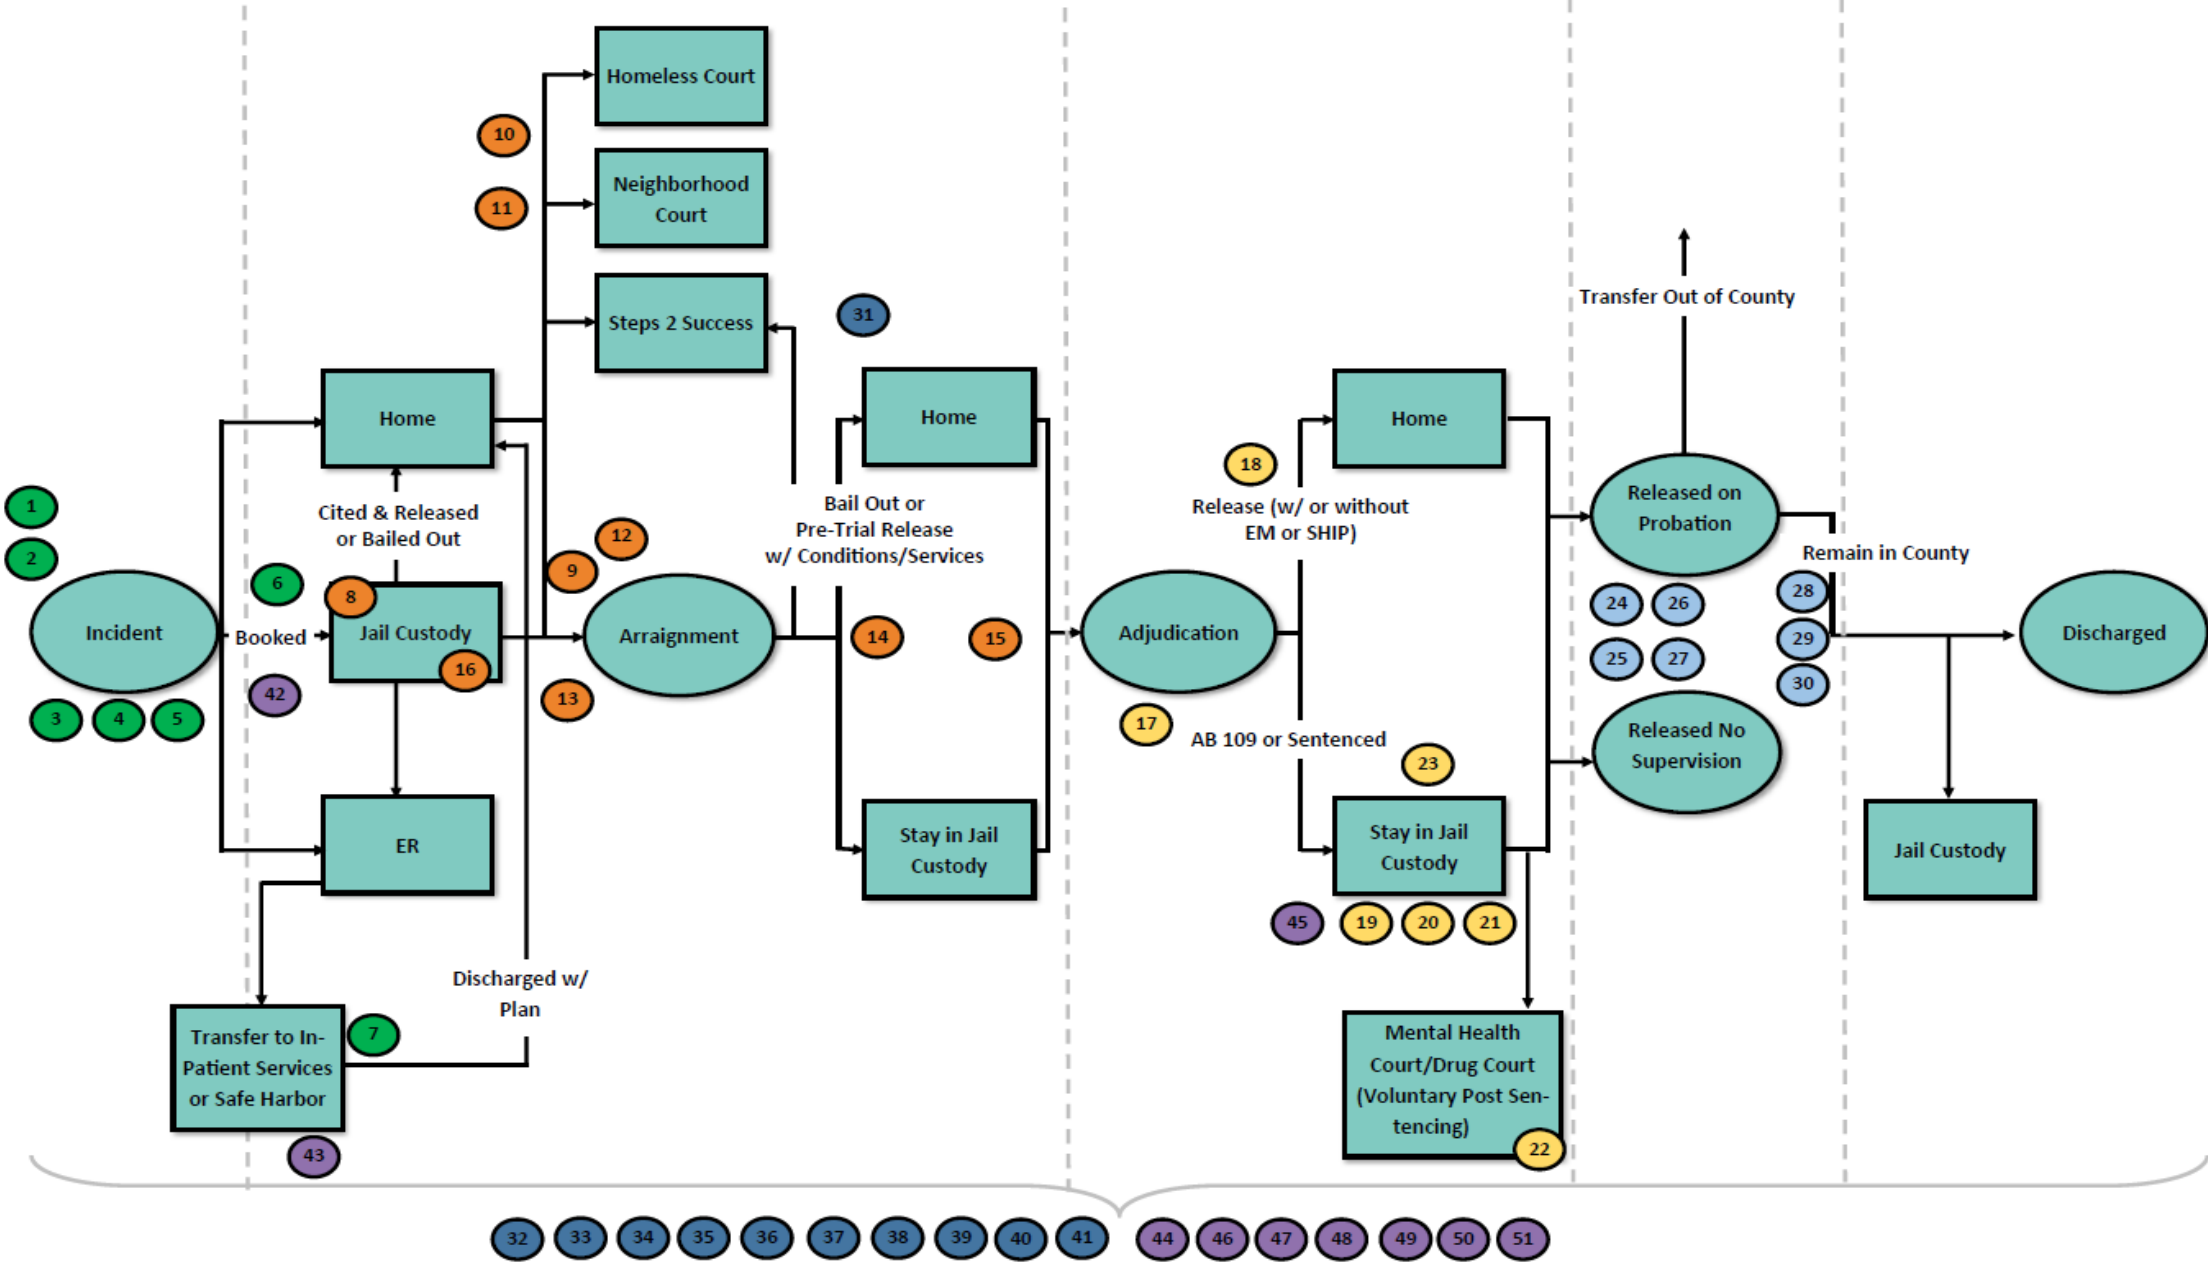 Homeless Court
10
Neighborhood
Court
11
Steps 2 Success
31
Transfer Out of County
Home
Home
Home
18
Released on
Probation
1
2
Cited & Released
or Bailed Out
Bail Out or
Pre-Trial Release
w/ Conditions/Services
Release (w/ or without
EM or SHIP)
Remain in County
12
9
6
8
Incident
Booked
Jail Custody
16
42
13
Arraignment
14
15
Adjudication
24
26
25
27
28
29
30
Discharged
3
4
5
17
AB 109 or Sentenced
23
Released No
Supervision
ER
Stay in Jail
Custody
Stay in Jail
Custody
Jail Custody
45
19
20
21
Discharged w/
Plan
Transfer to In-
Patient Services
or Safe Harbor
7
43
Mental Health
Court/Drug Court
(Voluntary Post Sen-
tencing)
22
32
33
34
35
36
37
38
39
40
41
44
46
47
48
49
50
51